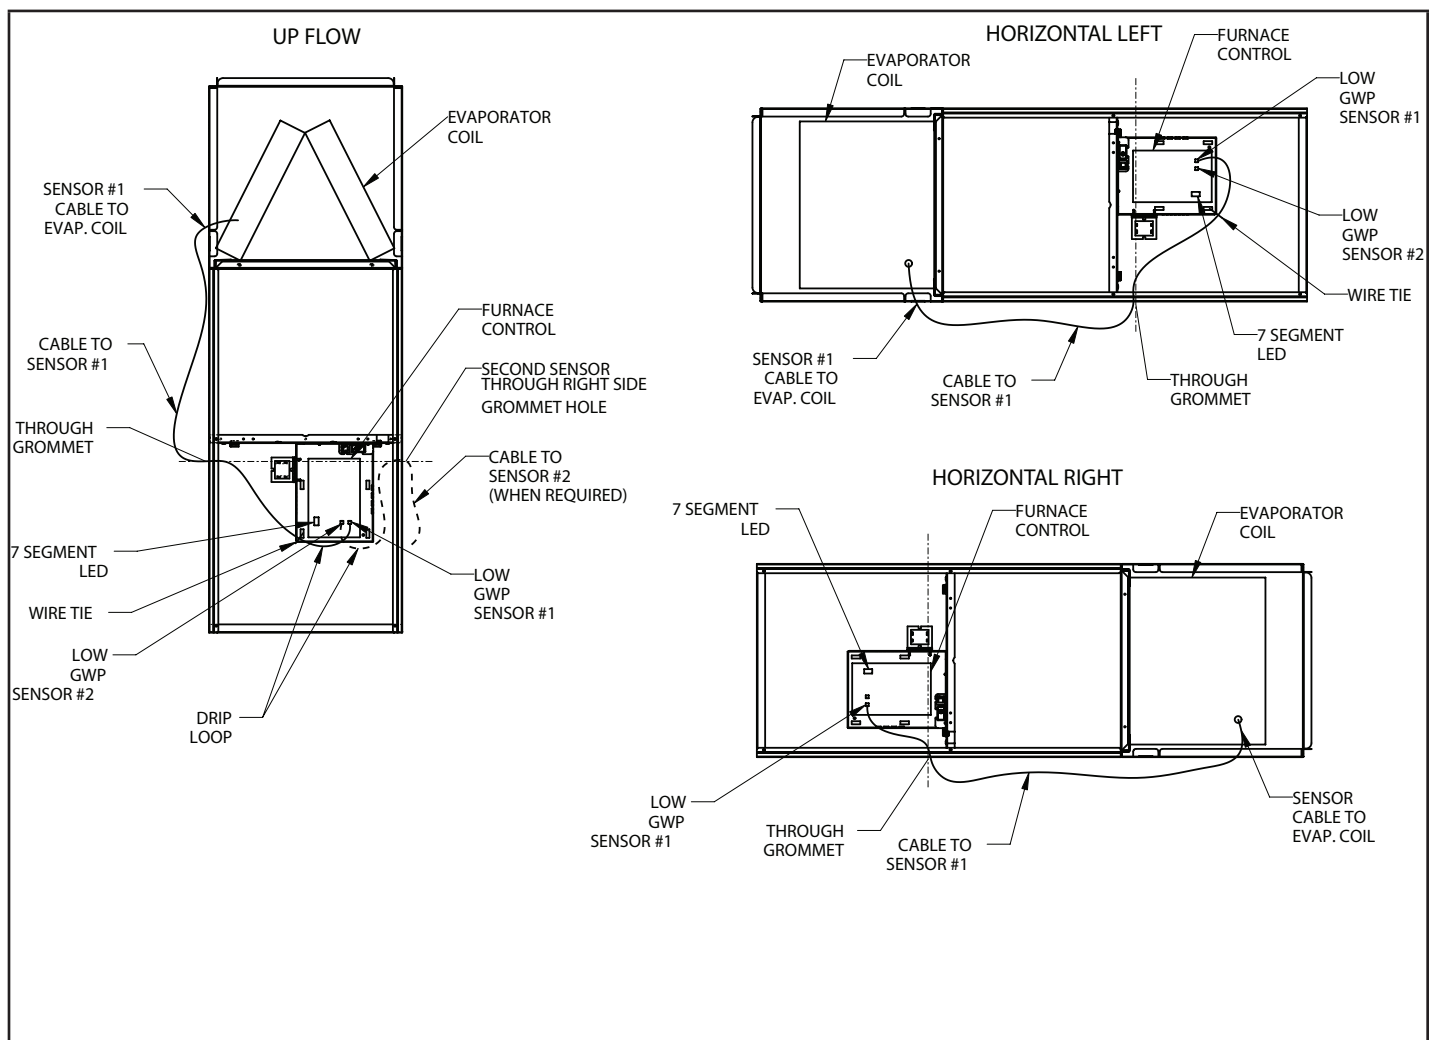 UP FLOW
EVAPORATOR
COIL
SENSOR #1
CABLE TO
EVAP. COIL
FURNACE
CONTROL
CABLE TO
SENSOR #1
SECOND SENSOR
THROUGH RIGHT SIDE
GROMMET HOLE
THROUGH
GROMMET
CABLE TO
SENSOR #2
(WHEN REQUIRED)
7 SEGMENT
LED
LOW
GWP
SENSOR #1
WIRE TIE
LOW
GWP
SENSOR #2
DRIP
LOOP
HORIZONTAL LEFT
FURNACE
CONTROL
EVAPORATOR
COIL
LOW
GWP
SENSOR #1
LOW
GWP
SENSOR #2
WIRE TIE
7 SEGMENT
LED
SENSOR #1
CABLE TO
EVAP. COIL
CABLE TO
SENSOR #1
THROUGH
GROMMET
HORIZONTAL RIGHT
7 SEGMENT
LED
FURNACE
CONTROL
EVAPORATOR
COIL
LOW
GWP
SENSOR #1
THROUGH
GROMMET
CABLE TO
SENSOR #1
SENSOR
CABLE TO
EVAP. COIL